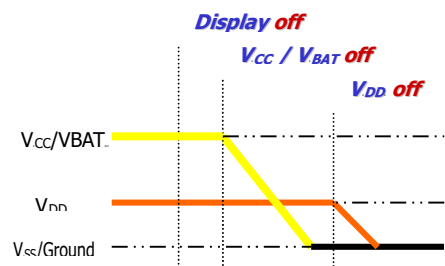 Display off
VCC / VBAT off
VDD off
VCC/VBAT
VDD
VSS/Ground